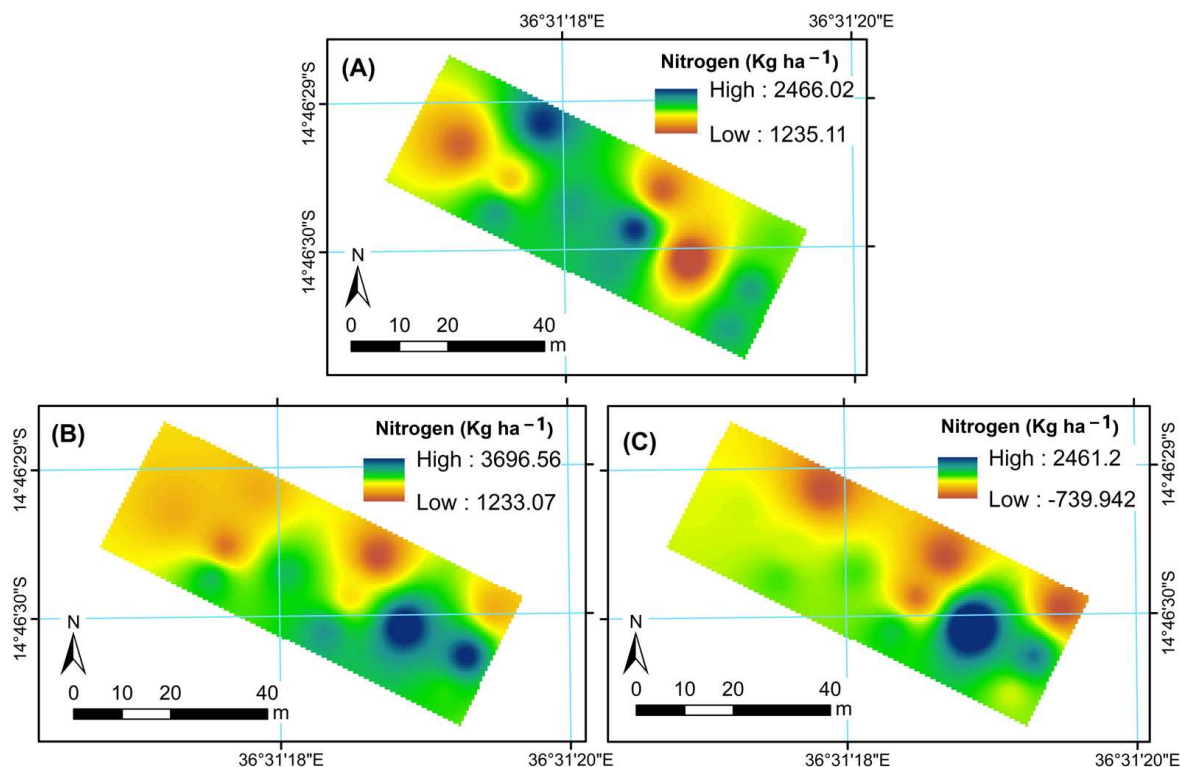 36°31'18"E 36°31'20"E
(A)
Nitrogen (Kg ha⁻¹)
High : 2466.02
Low : 1235.11
14°46'29"S
14°46'30"S
N
0 10 20 40
m
(B)
Nitrogen (Kg ha⁻¹)
High : 3696.56
Low : 1233.07
14°46'29"S
14°46'30"S
N
0 10 20 40
m
36°31'18"E 36°31'20"E
(C)
Nitrogen (Kg ha⁻¹)
High : 2461.2
Low : -739.942
14°46'29"S
14°46'30"S
N
0 10 20 40
m
36°31'18"E 36°31'20"E